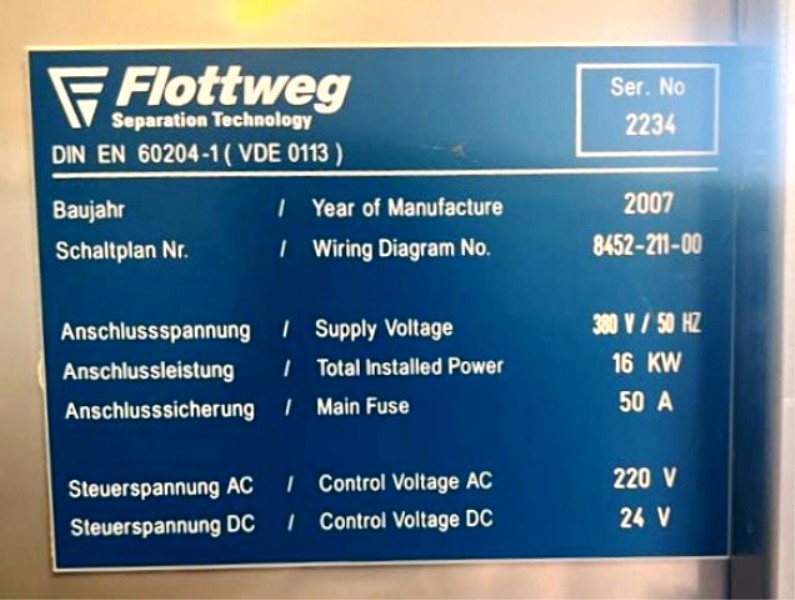 Flottweg
Separation Technology
DIN EN 60204-1 ( VDE 0113 )
Ser. No
2234
Baujahr / Year of Manufacture 2007
Schaltplan Nr. / Wiring Diagram No. 8452-211-00
Anschlussspannung / Supply Voltage 380 V / 50 HZ
Anschlussleistung / Total Installed Power 16 KW
Anschlusssicherung / Main Fuse 50 A
Steuerspannung AC / Control Voltage AC 220 V
Steuerspannung DC / Control Voltage DC 24 V